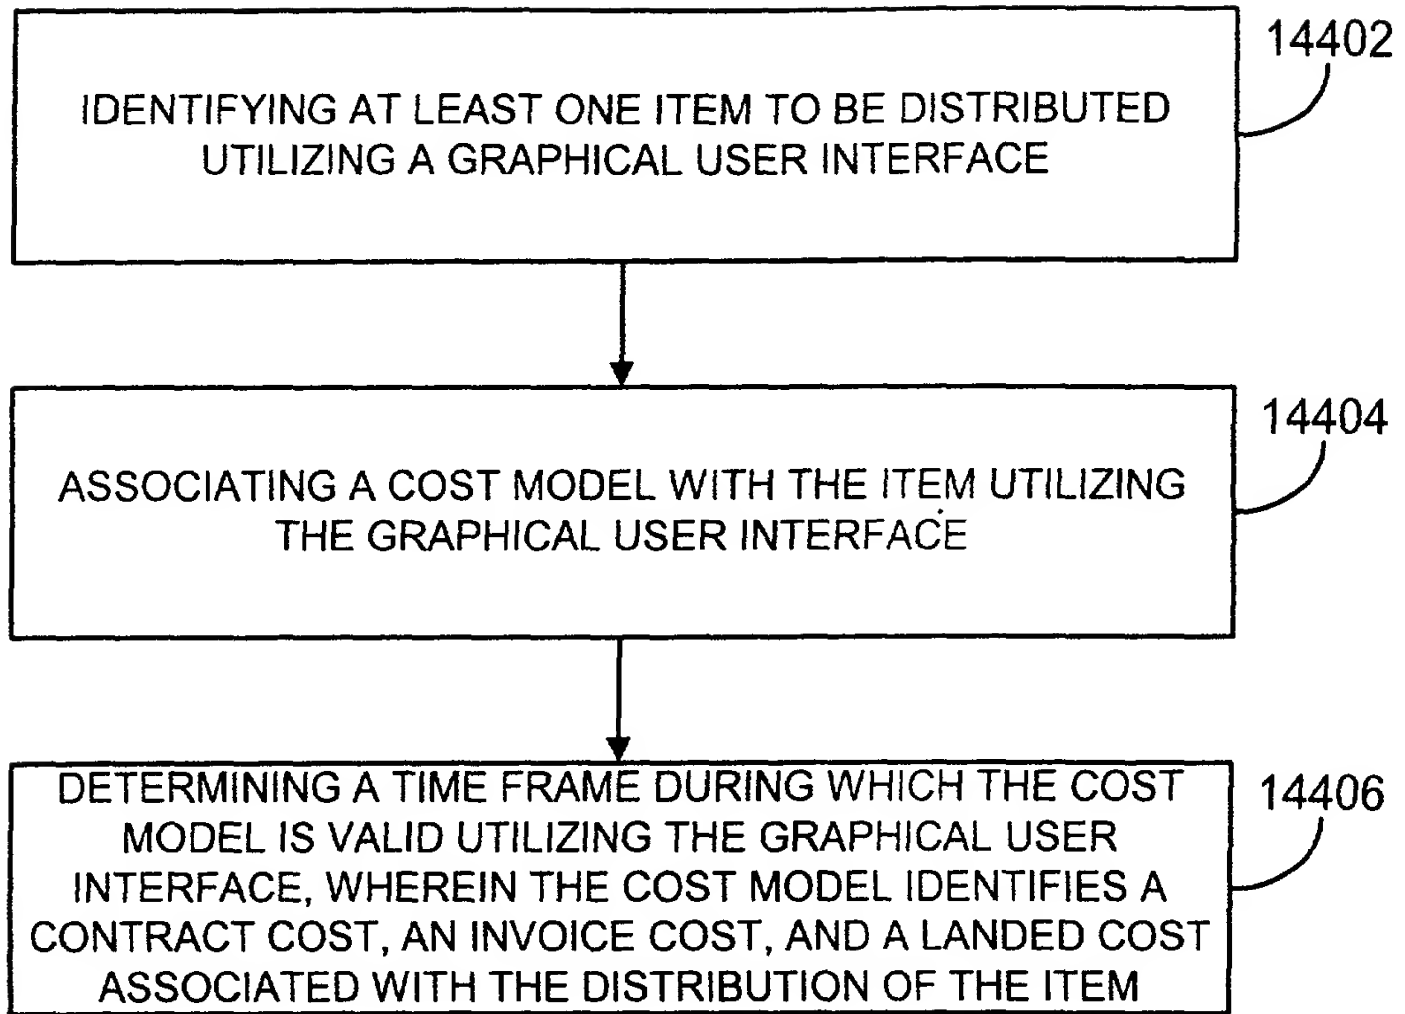 14402
IDENTIFYING AT LEAST ONE ITEM TO BE DISTRIBUTED
UTILIZING A GRAPHICAL USER INTERFACE
14404
ASSOCIATING A COST MODEL WITH THE ITEM UTILIZING
THE GRAPHICAL USER INTERFACE
14406
DETERMINING A TIME FRAME DURING WHICH THE COST
MODEL IS VALID UTILIZING THE GRAPHICAL USER
INTERFACE, WHEREIN THE COST MODEL IDENTIFIES A
CONTRACT COST, AN INVOICE COST, AND A LANDED COST
ASSOCIATED WITH THE DISTRIBUTION OF THE ITEM